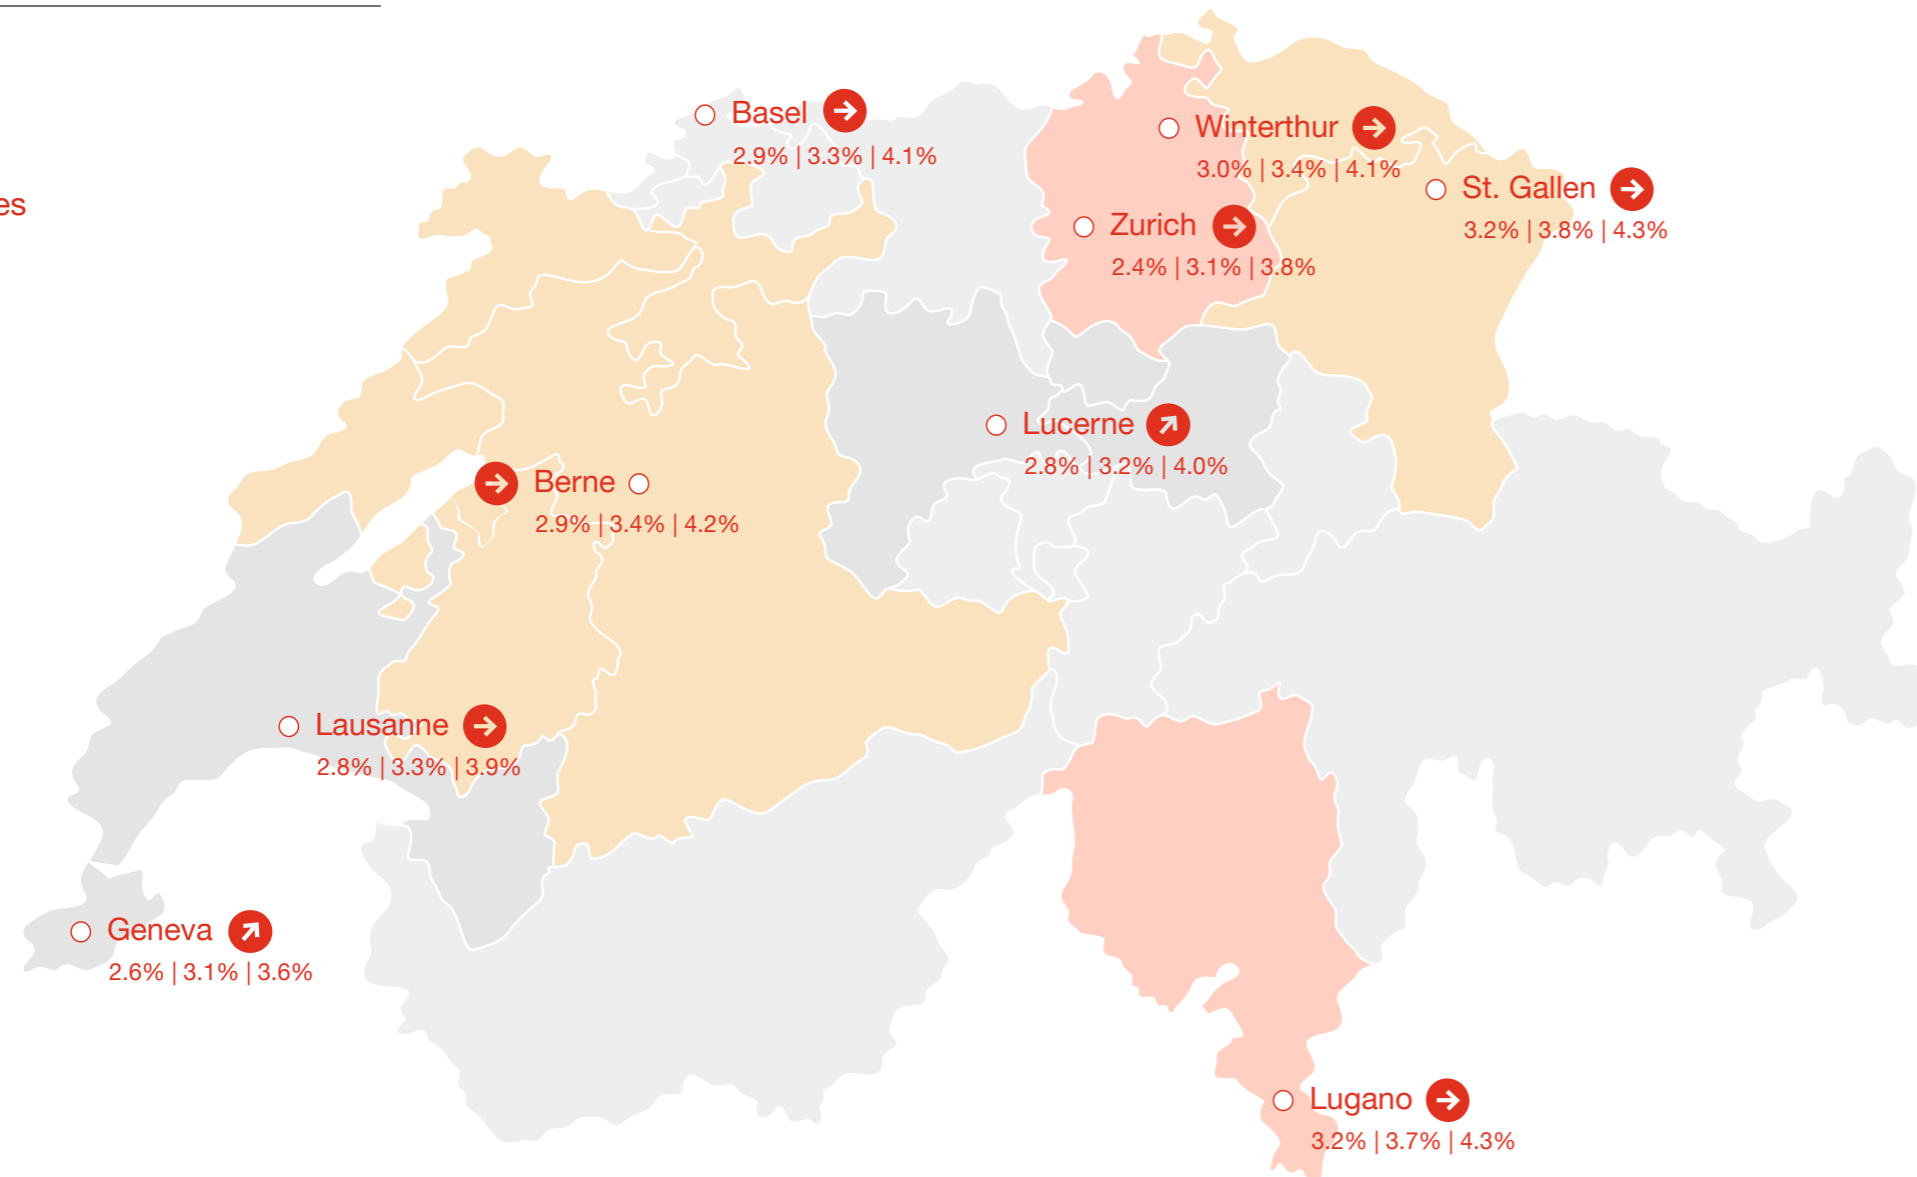 Basel
2.9% | 3.3% | 4.1%
Winterthur
3.0% | 3.4% | 4.1%
es
St. Gallen
3.2% | 3.8% | 4.3%
Zurich
2.4% | 3.1% | 3.8%
Lucerne
2.8% | 3.2% | 4.0%
Berne
2.9% | 3.4% | 4.2%
Lausanne
2.8% | 3.3% | 3.9%
Geneva
2.6% | 3.1% | 3.6%
Lugano
3.2% | 3.7% | 4.3%